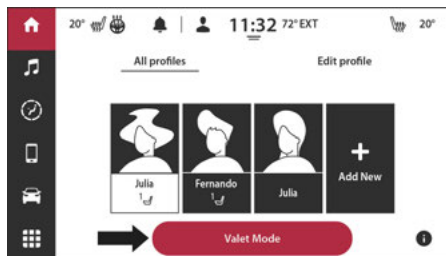 20° 11:32 72° EXT 20°
All profiles Edit profile
Julia Fernando Julia Add New
1 1
Valet Mode